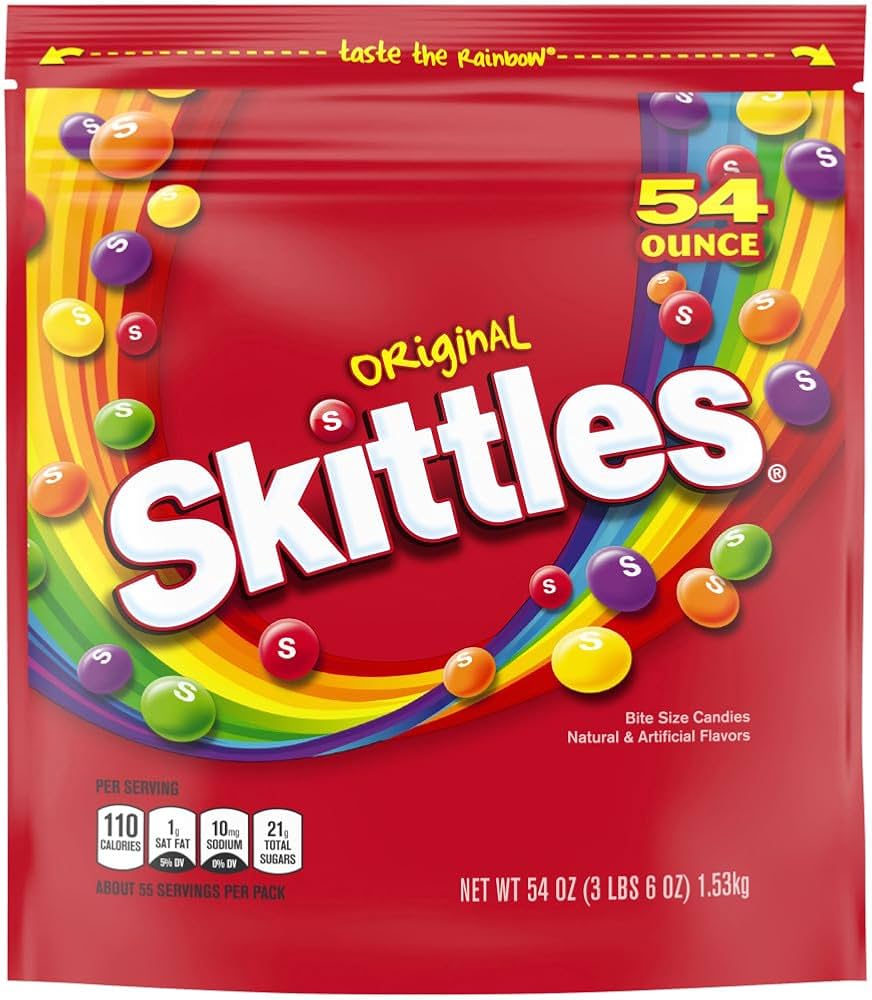 taste the Rainbow®
54
OUNCE
ORiginAL
Skittles®
Bite Size Candies
Natural & Artificial Flavors
PER SERVING
110 CALORIES
1g SAT FAT 5% DV
10mg SODIUM 0% DV
21g TOTAL SUGARS
ABOUT 55 SERVINGS PER PACK
NET WT 54 OZ (3 LBS 6 OZ) 1.53kg